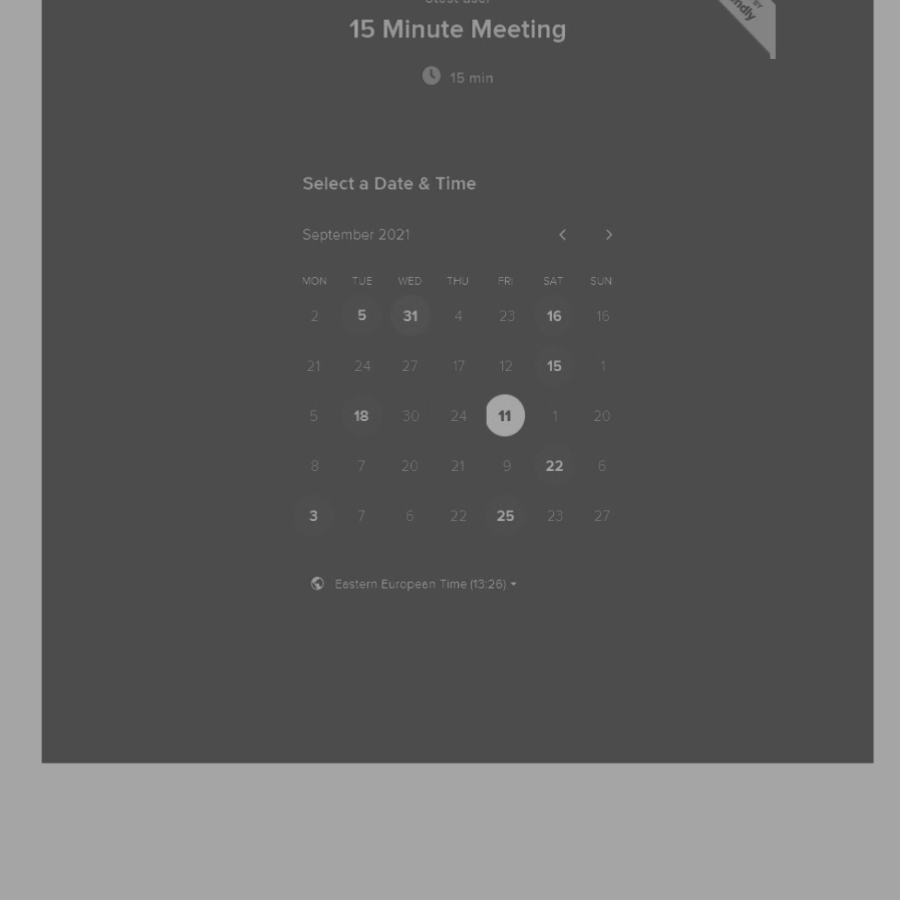 15 Minute Meeting
15 min
Select a Date & Time
September 2021
MON TUE WED THU FRI SAT SUN
2 5 31 4 23 16 16
21 24 27 17 12 15 1
5 18 30 24 11 1 20
8 7 20 21 9 22 6
3 7 6 22 25 23 27
Eastern European Time (13:26)